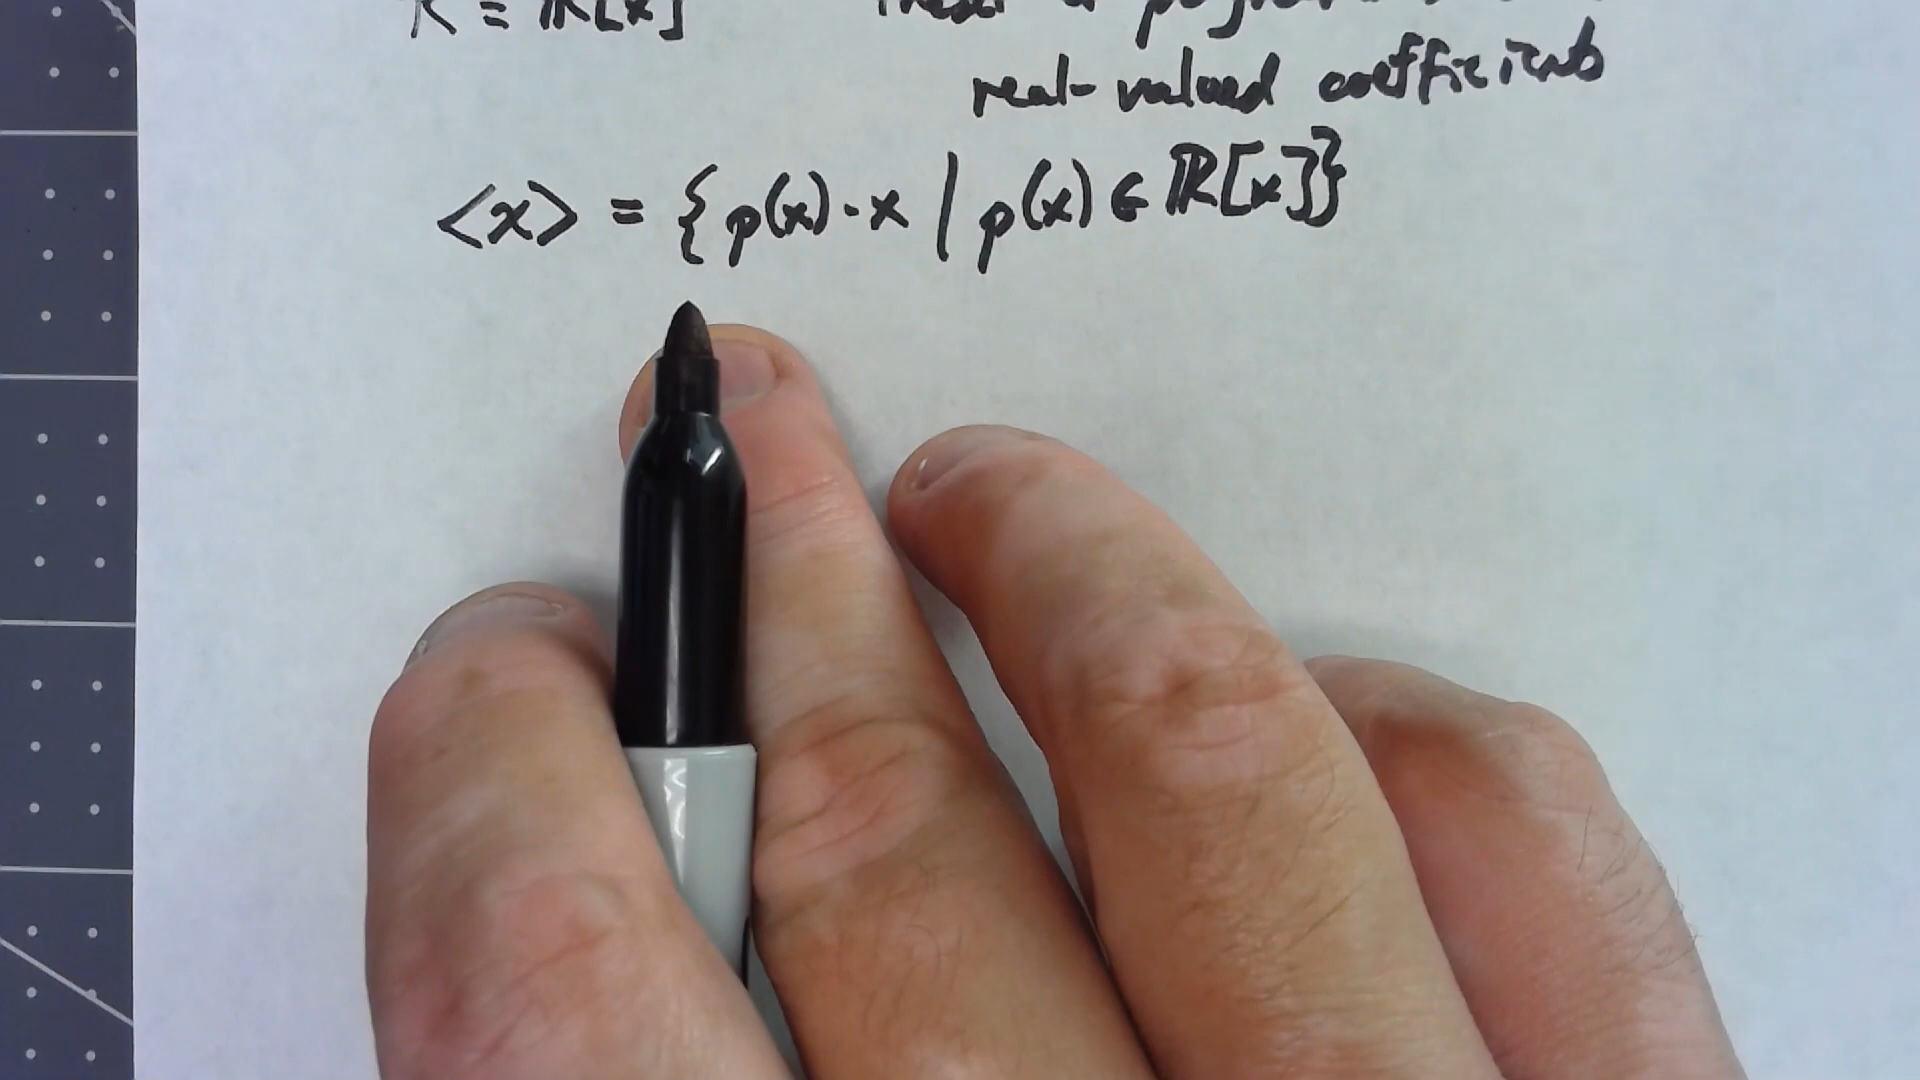 R = ℝ[x]
real-valued coefficients
<x> = {p(x)·x | p(x) ∈ ℝ[x]}